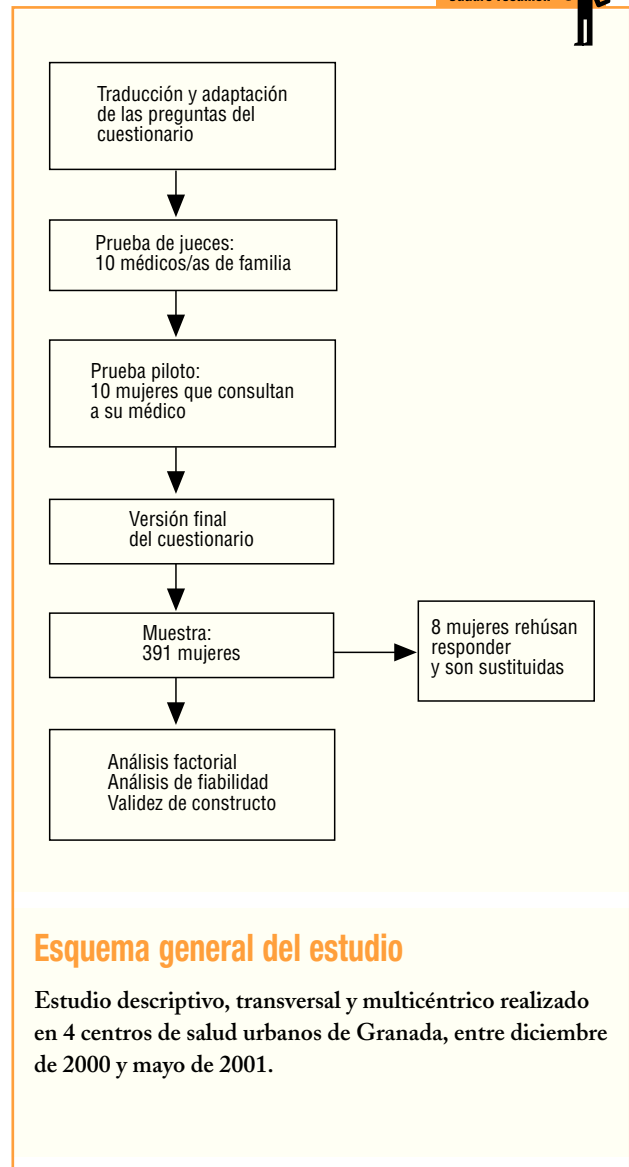 Traducción y adaptación
de las preguntas del
cuestionario
Prueba de jueces:
10 médicos/as de familia
Prueba piloto:
10 mujeres que consultan
a su médico
Versión final
del cuestionario
Muestra:
391 mujeres
8 mujeres rehúsan
responder
y son sustituidas
Análisis factorial
Análisis de fiabilidad
Validez de constructo
Esquema general del estudio
Estudio descriptivo, transversal y multicéntrico realizado
en 4 centros de salud urbanos de Granada, entre diciembre
de 2000 y mayo de 2001.